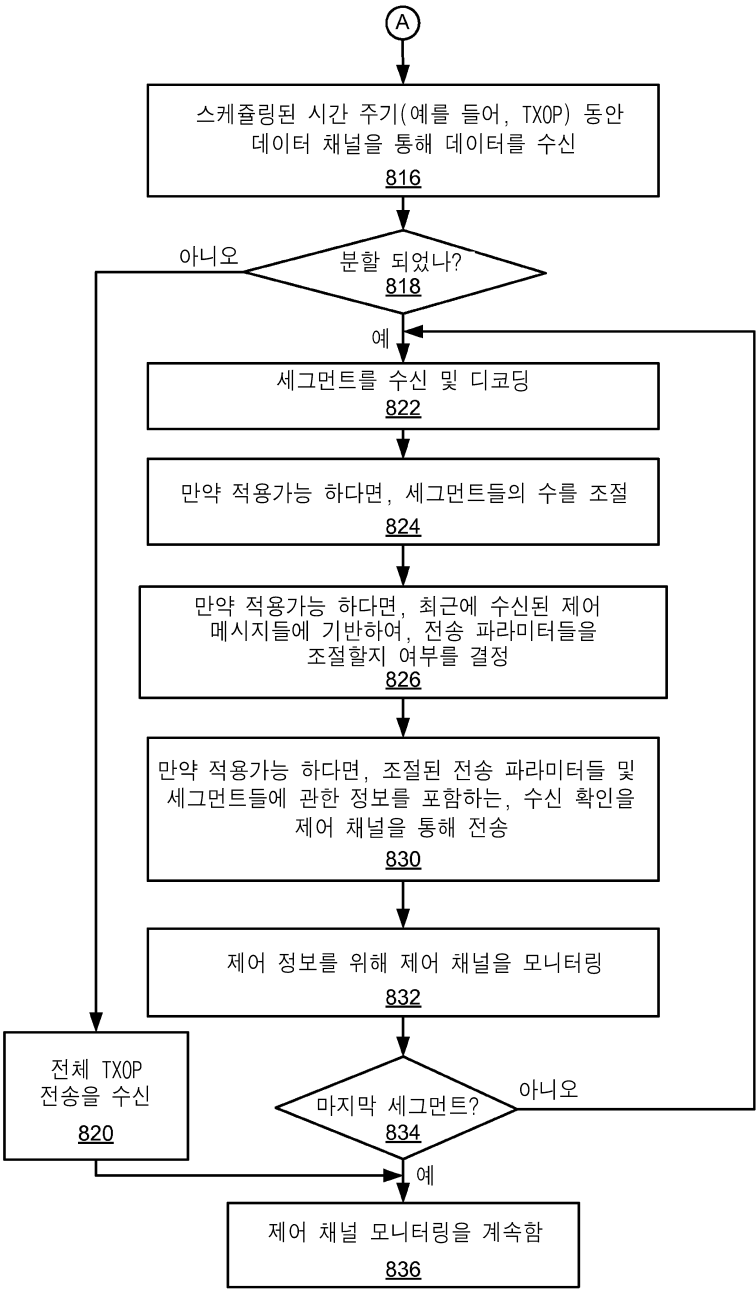 A
스케쥴링된 시간 주기(예를 들어, TXOP) 동안
데이터 채널을 통해 데이터를 수신
816
아니오
분할 되었나?
818
예
세그먼트를 수신 및 디코딩
822
만약 적용가능 하다면, 세그먼트들의 수를 조절
824
만약 적용가능 하다면, 최근에 수신된 제어
메시지들에 기반하여, 전송 파라미터들을
조절할지 여부를 결정
826
만약 적용가능 하다면, 조절된 전송 파라미터들 및
세그먼트들에 관한 정보를 포함하는, 수신 확인을
제어 채널을 통해 전송
830
제어 정보를 위해 제어 채널을 모니터링
832
전체 TXOP
전송을 수신
820
마지막 세그먼트?
834
아니오
예
제어 채널 모니터링을 계속함
836